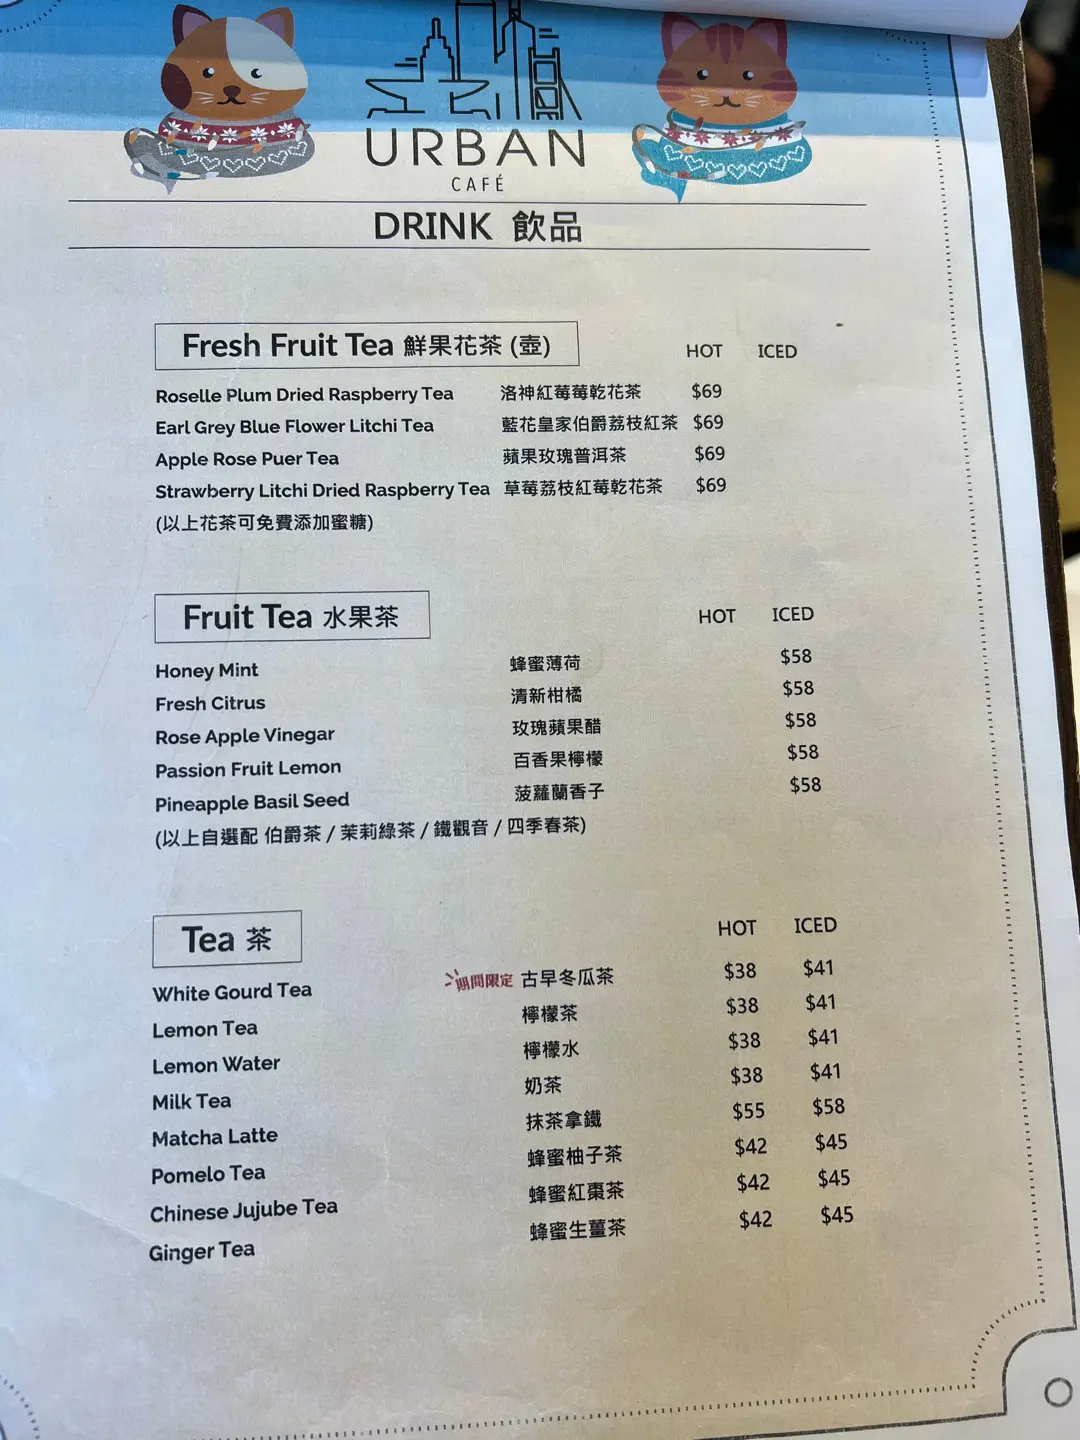 URBAN
CAFÉ
DRINK 飲品
Fresh Fruit Tea 鮮果花茶 (壺) HOT ICED
Roselle Plum Dried Raspberry Tea 洛神紅莓莓乾花茶 $69
Earl Grey Blue Flower Litchi Tea 藍花皇家伯爵荔枝紅茶 $69
Apple Rose Puer Tea 蘋果玫瑰普洱茶 $69
Strawberry Litchi Dried Raspberry Tea 草莓荔枝紅莓乾花茶 $69
(以上花茶可免費添加蜜糖)
Fruit Tea 水果茶 HOT ICED
Honey Mint 蜂蜜薄荷 $58
Fresh Citrus 清新柑橘 $58
Rose Apple Vinegar 玫瑰蘋果醋 $58
Passion Fruit Lemon 百香果檸檬 $58
Pineapple Basil Seed 菠蘿蘭香子 $58
(以上自選配 伯爵茶 / 茉莉綠茶 / 鐵觀音 / 四季春茶)
Tea 茶 HOT ICED
White Gourd Tea 期間限定 古早冬瓜茶 $38 $41
Lemon Tea 檸檬茶 $38 $41
Lemon Water 檸檬水 $38 $41
Milk Tea 奶茶 $38 $41
Matcha Latte 抹茶拿鐵 $55 $58
Pomelo Tea 蜂蜜柚子茶 $42 $45
Chinese Jujube Tea 蜂蜜紅棗茶 $42 $45
Ginger Tea 蜂蜜生薑茶 $42 $45